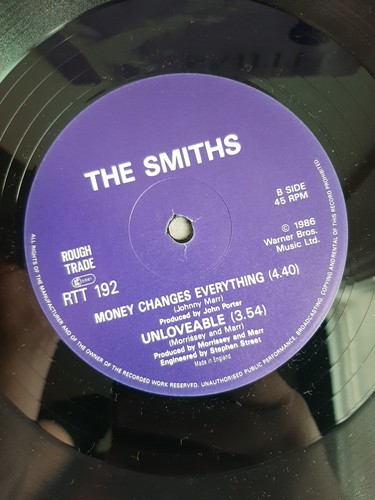 THE SMITHS
B SIDE
45 RPM
© 1986
Warner Bros.
Music Ltd.
ROUGH
TRADE
RTT 192
MONEY CHANGES EVERYTHING (4.40)
(Johnny Marr)
Produced by John Porter
UNLOVEABLE (3.54)
(Morrissey and Marr)
Produced by Morrissey and Marr
Engineered by Stephen Street
Made in England
ALL RIGHTS OF THE MANUFACTURER AND OF THE OWNER OF THE RECORDED WORK RESERVED. UNAUTHORISED PUBLIC PERFORMANCE, BROADCASTING, COPYING AND RENTAL OF THIS RECORD PROHIBITED.